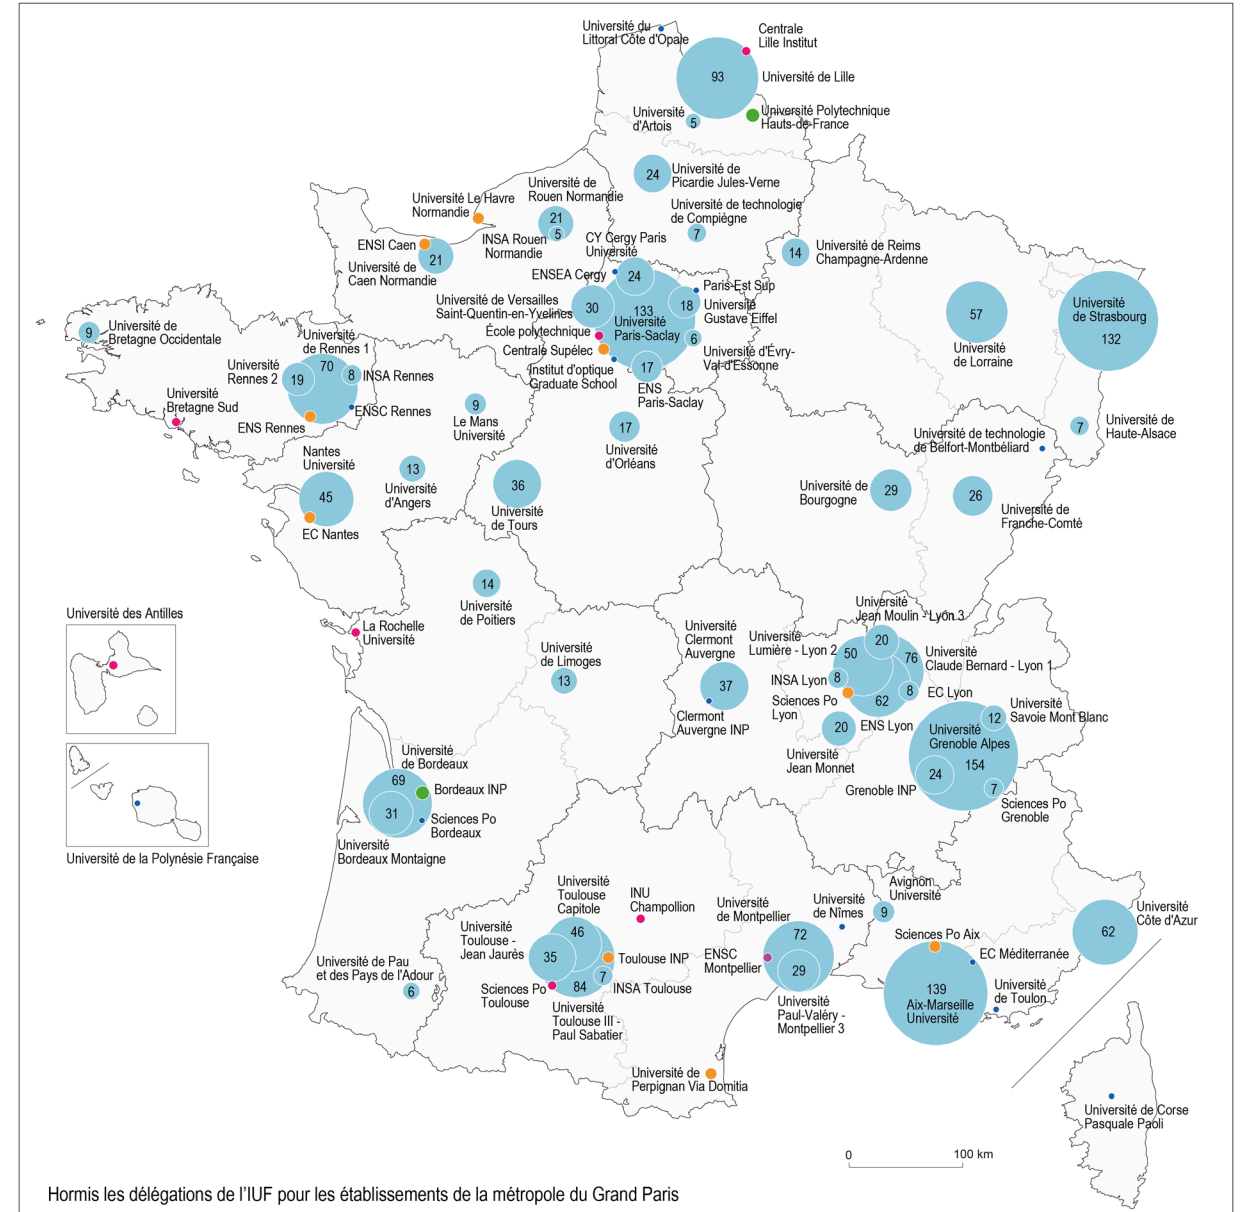 Université du
Littoral Côte d'Opale
Centrale
Lille Institut
93
Université de Lille
Université
d'Artois
5
Université Polytechnique
Hauts-de-France
24
Université de
Picardie Jules-Verne
Université de
Rouen Normandie
21
5
INSA Rouen
Normandie
Université Le Havre
Normandie
Université de technologie
de Compiègne
7
ENSI Caen
21
Université de
Caen Normandie
CY Cergy Paris
Université
24
ENSEA Cergy
14
Université de Reims
Champagne-Ardenne
Université de Versailles
Saint-Quentin-en-Yvelines
30
133
Université
Paris-Saclay
18
Paris-Est Sup
Université
Gustave Eiffel
École polytechnique
Centrale Supélec
6
Université d'Évry-
Val-d'Essonne
Institut d'optique
Graduate School
17
ENS
Paris-Saclay
57
Université
de Lorraine
Université
de Strasbourg
132
9
Université de
Bretagne Occidentale
Université
de Rennes 1
70
Université
Rennes 2
19
8
INSA Rennes
ENSC Rennes
ENS Rennes
Université
Bretagne Sud
9
Le Mans
Université
17
Université
d'Orléans
7
Université de
Haute-Alsace
Université de technologie
de Belfort-Montbéliard
Nantes
Université
45
EC Nantes
13
Université
d'Angers
36
Université
de Tours
Université de
Bourgogne
29
26
Université de
Franche-Comté
14
Université
de Poitiers
La Rochelle
Université
Université des Antilles
Université
de Limoges
13
Université
Clermont
Auvergne
37
Clermont
Auvergne INP
Université
Jean Moulin - Lyon 3
20
Université
Lumière - Lyon 2
50
76
Université
Claude Bernard - Lyon 1
INSA Lyon
8
8
EC Lyon
Sciences Po
Lyon
62
ENS Lyon
20
Université
Jean Monnet
12
Université
Savoie Mont Blanc
Université
Grenoble Alpes
154
24
Grenoble INP
7
Sciences Po
Grenoble
Université
de Bordeaux
69
Bordeaux INP
31
Sciences Po
Bordeaux
Université
Bordeaux Montaigne
Université de la Polynésie Française
Université
Toulouse
Capitole
46
INU
Champollion
Université
Toulouse -
Jean Jaurès
35
Toulouse INP
7
INSA Toulouse
84
Sciences Po
Toulouse
Université
Toulouse III -
Paul Sabatier
Université de Pau
et des Pays de l'Adour
6
Université
de Montpellier
72
ENSC
Montpellier
29
Université
Paul-Valéry -
Montpellier 3
Université
de Nîmes
Avignon
Université
9
Sciences Po Aix
EC Méditerranée
139
Aix-Marseille
Université
Université
de Toulon
62
Université
Côte d'Azur
Université de
Perpignan Via Domitia
Université de Corse
Pasquale Paoli
0
100 km
Hormis les délégations de l'IUF pour les établissements de la métropole du Grand Paris